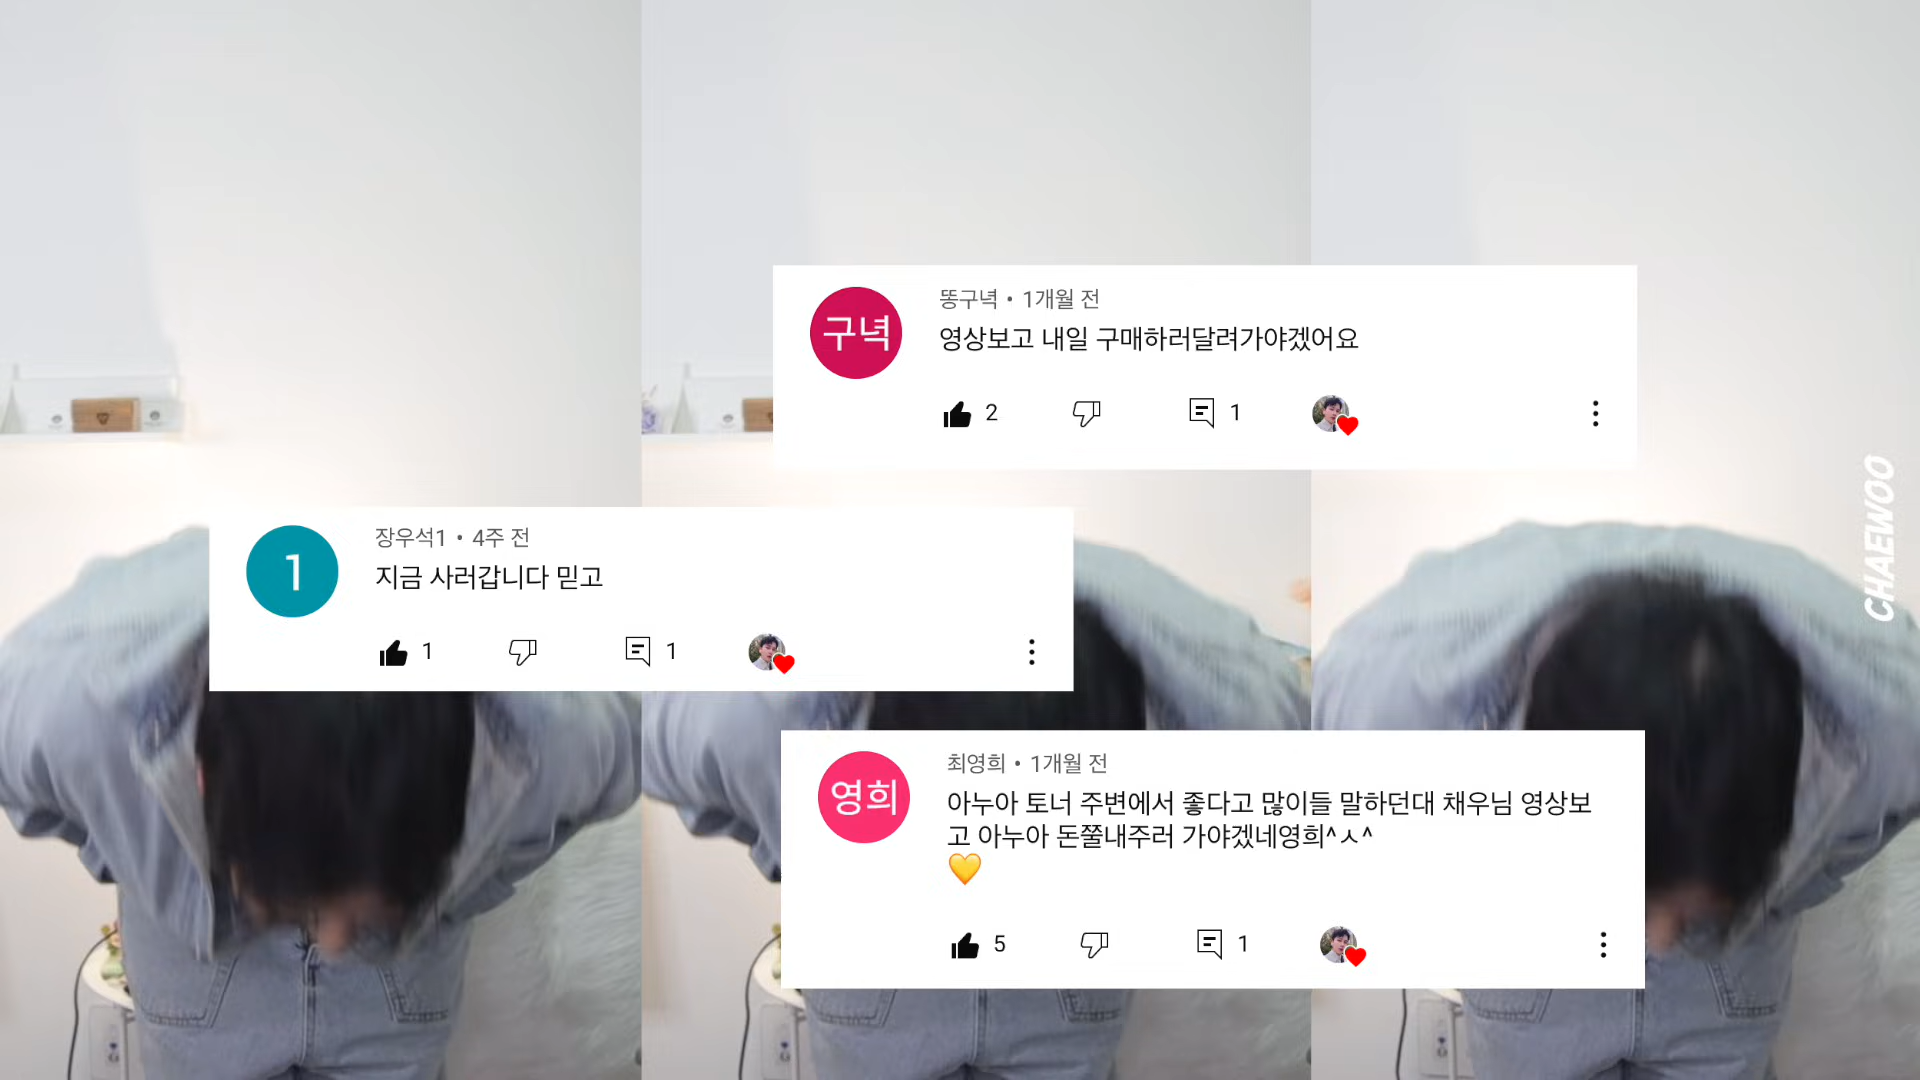 구녁
똥구녁 • 1개월 전
영상보고 내일 구매하러달려가야겠어요
2
1
1
장우석1 • 4주 전
지금 사러갑니다 믿고
1
1
영희
최영희 • 1개월 전
아누아 토너 주변에서 좋다고 많이들 말하던대 채우님 영상보
고 아누아 돈쭐내주러 가야겠네영희^ㅅ^
💛
5
1
CHAEWOO